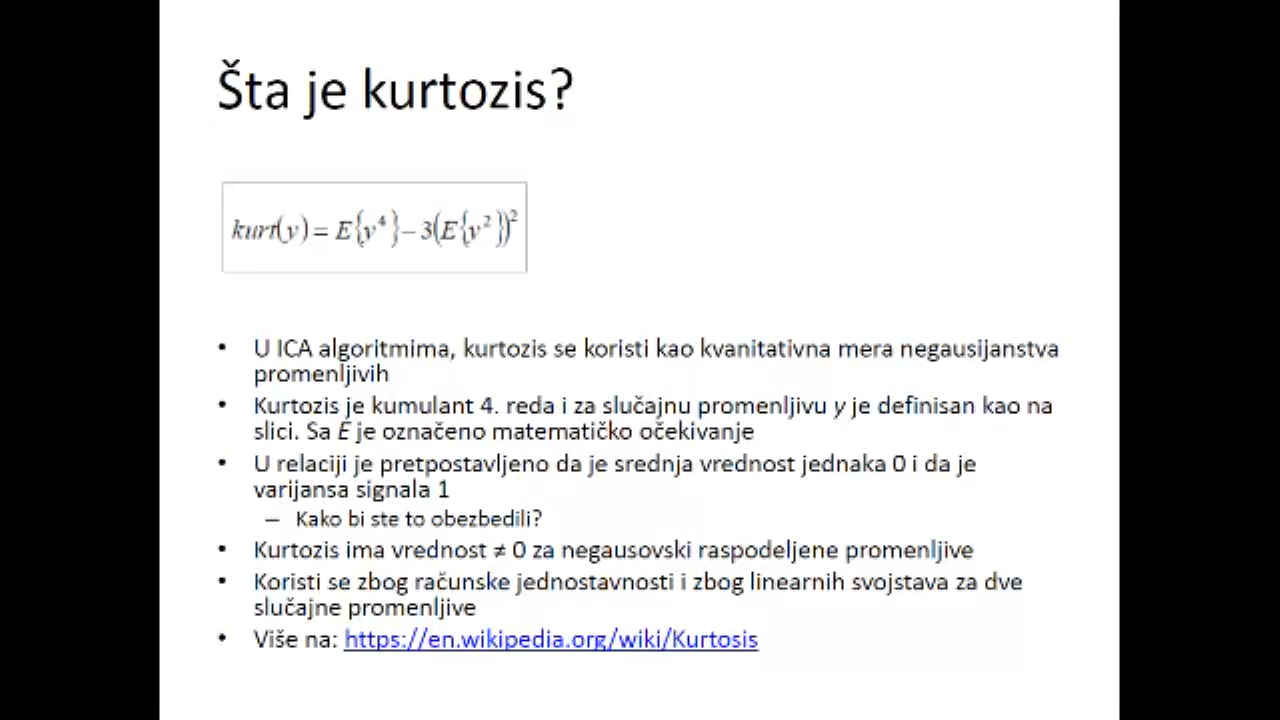 Šta je kurtozis?
kurt(y) = E{y⁴} – 3(E{y²})²
• U ICA algoritmima, kurtozis se koristi kao kvanitativna mera negausijanstva
promenljivih
• Kurtozis je kumulant 4. reda i za slučajnu promenljivu y je definisan kao na
slici. Sa E je označeno matematičko očekivanje
• U relaciji je pretpostavljeno da je srednja vrednost jednaka 0 i da je
varijansa signala 1
– Kako bi ste to obezbedili?
• Kurtozis ima vrednost ≠ 0 za negausovski raspodeljene promenljive
• Koristi se zbog računske jednostavnosti i zbog linearnih svojstava za dve
slučajne promenljive
• Više na: https://en.wikipedia.org/wiki/Kurtosis